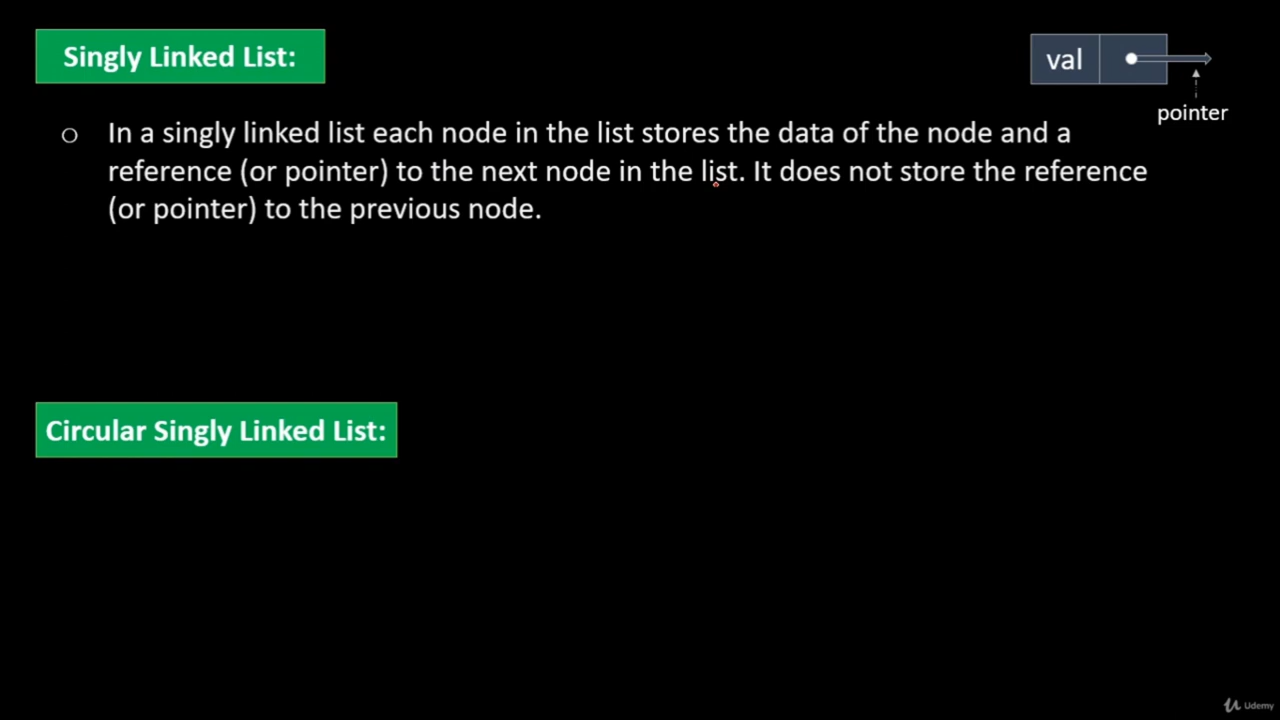 Singly Linked List:
val
pointer
○ In a singly linked list each node in the list stores the data of the node and a
reference (or pointer) to the next node in the list. It does not store the reference
(or pointer) to the previous node.
Circular Singly Linked List:
Udemy